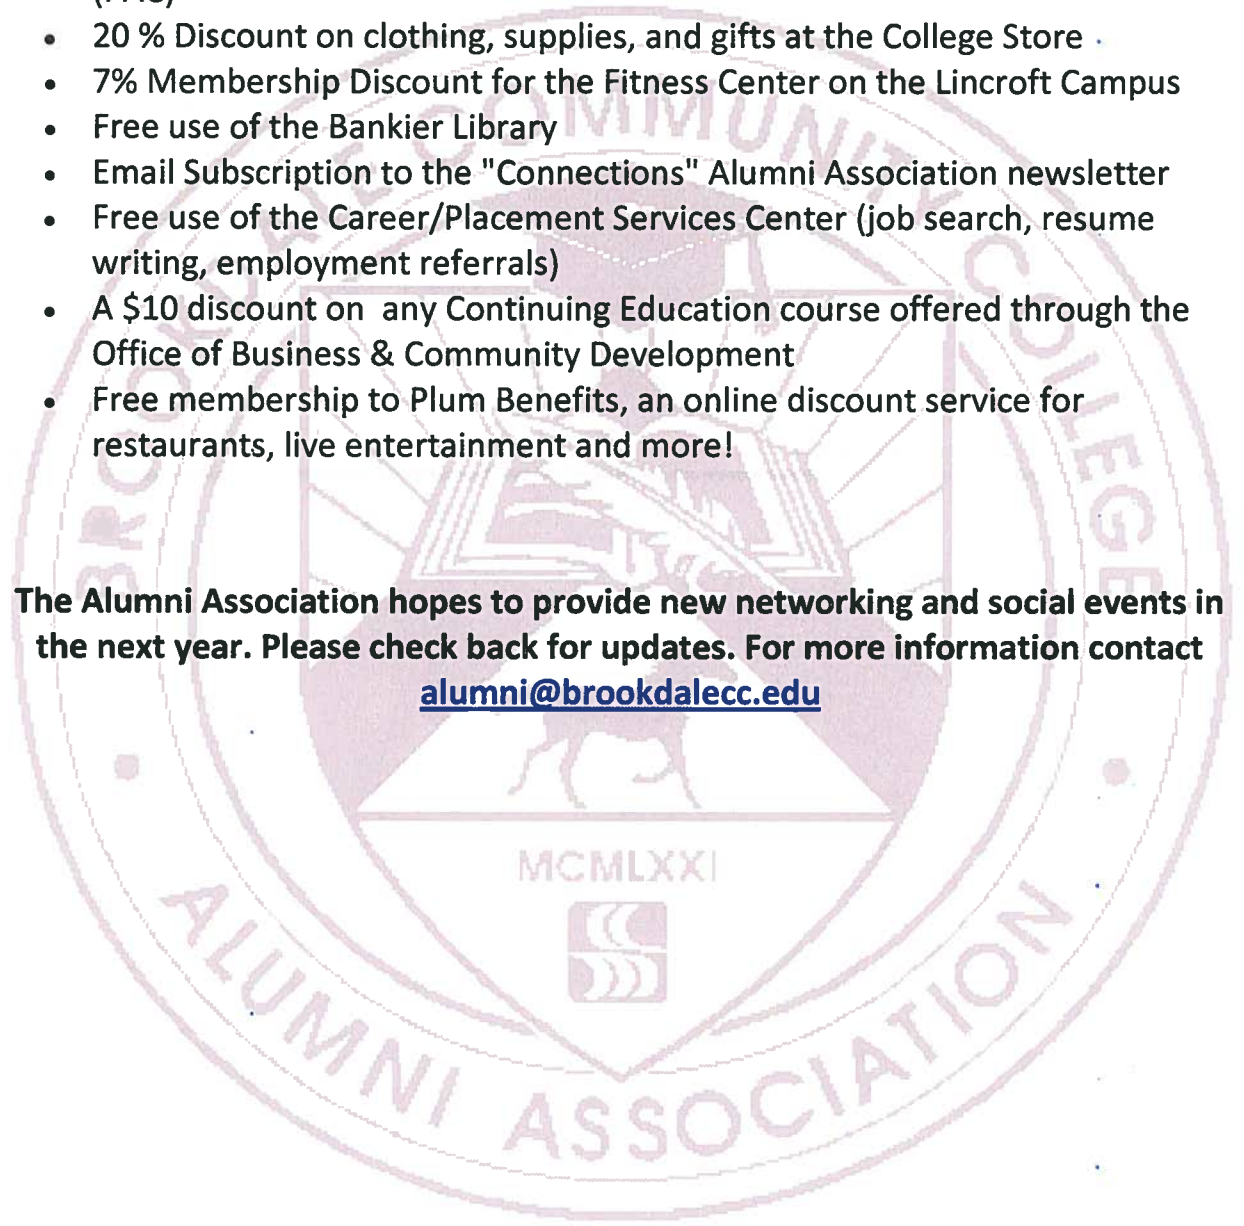 • 20 % Discount on clothing, supplies, and gifts at the College Store
• 7% Membership Discount for the Fitness Center on the Lincroft Campus
• Free use of the Bankier Library
• Email Subscription to the "Connections" Alumni Association newsletter
• Free use of the Career/Placement Services Center (job search, resume
writing, employment referrals)
• A $10 discount on any Continuing Education course offered through the
Office of Business & Community Development
• Free membership to Plum Benefits, an online discount service for
restaurants, live entertainment and more!
The Alumni Association hopes to provide new networking and social events in
the next year. Please check back for updates. For more information contact
alumni@brookdalecc.edu
BROOKDALE COMMUNITY COLLEGE
MCMLXXI
ALUMNI ASSOCIATION